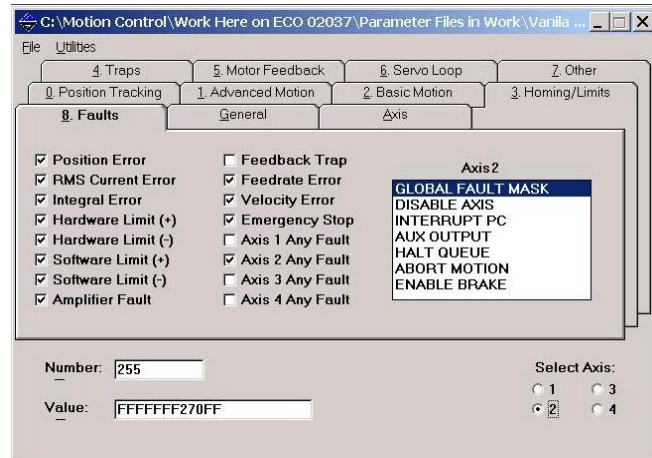 C:\Motion Control\Work Here on ECO 02037\Parameter Files in Work\Vanila ...
File Utilities
4. Traps 5. Motor Feedback 6. Servo Loop 7. Other
0. Position Tracking 1. Advanced Motion 2. Basic Motion 3. Homing/Limits
8. Faults General Axis
Position Error
RMS Current Error
Integral Error
Hardware Limit (+)
Hardware Limit (-)
Software Limit (+)
Software Limit (-)
Amplifier Fault
Feedback Trap
Feedrate Error
Velocity Error
Emergency Stop
Axis 1 Any Fault
Axis 2 Any Fault
Axis 3 Any Fault
Axis 4 Any Fault
Axis2
GLOBAL FAULT MASK
DISABLE AXIS
INTERRUPT PC
AUX OUTPUT
HALT QUEUE
ABORT MOTION
ENABLE BRAKE
Number: 255
Value: FFFFFFF270FF
Select Axis:
1 3
2 4